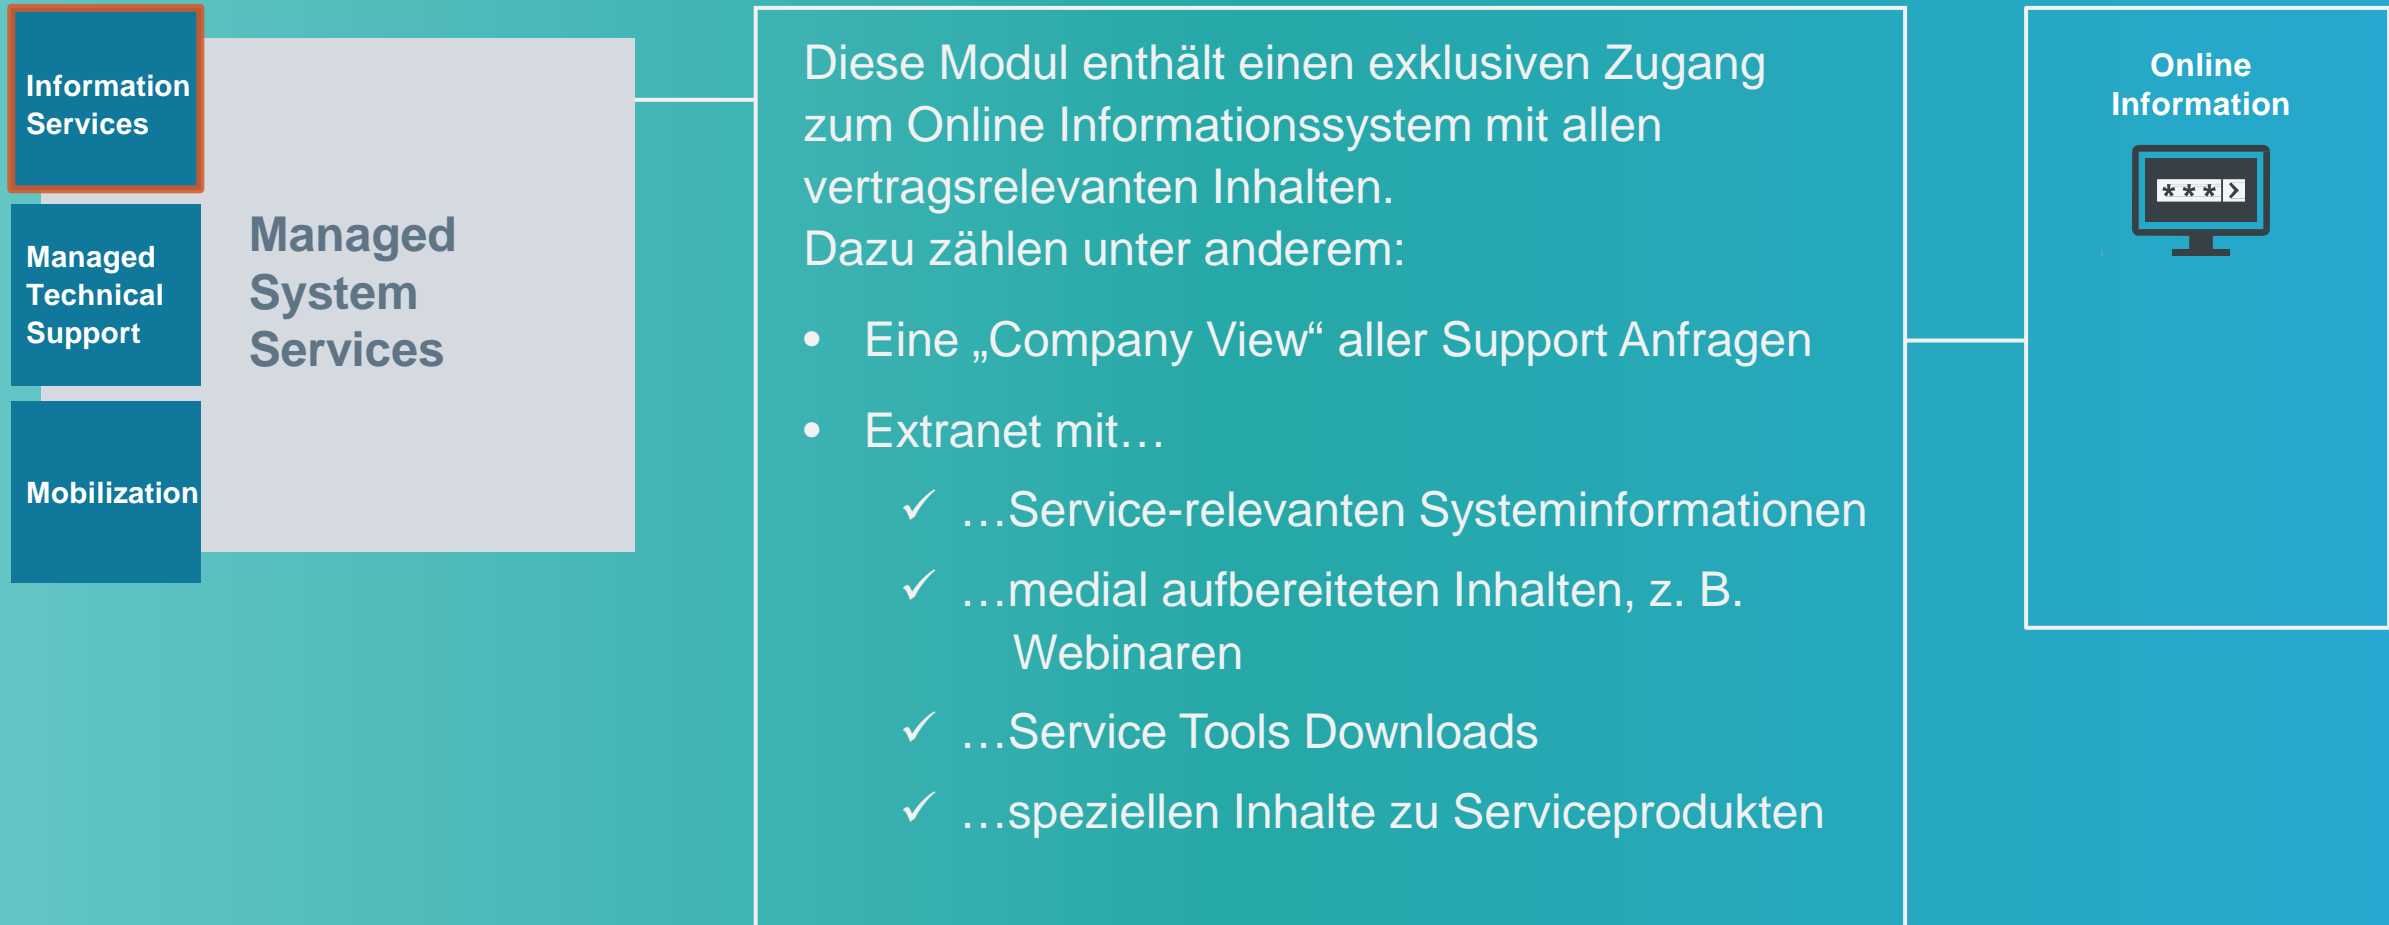 Information
Services
Managed
Technical
Support
Mobilization
Managed
System
Services
Diese Modul enthält einen exklusiven Zugang
zum Online Informationssystem mit allen
vertragsrelevanten Inhalten.
Dazu zählen unter anderem:
• Eine „Company View“ aller Support Anfragen
• Extranet mit…
✓ …Service-relevanten Systeminformationen
✓ …medial aufbereiteten Inhalten, z. B.
Webinaren
✓ …Service Tools Downloads
✓ …speziellen Inhalte zu Serviceprodukten
Online
Information
***